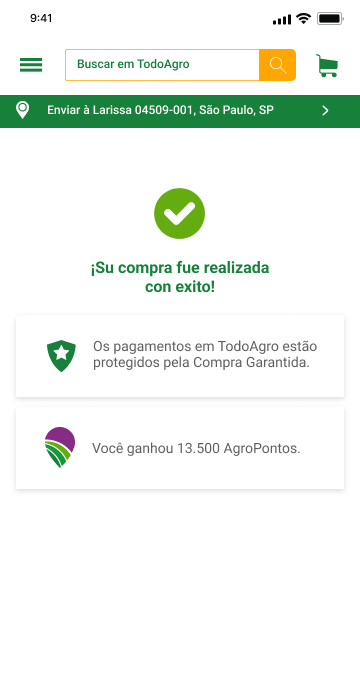 9:41
Buscar em TodoAgro
Enviar à Larissa 04509-001, São Paulo, SP
¡Su compra fue realizada
con exito!
Os pagamentos em TodoAgro estão
protegidos pela Compra Garantida.
Você ganhou 13.500 AgroPontos.